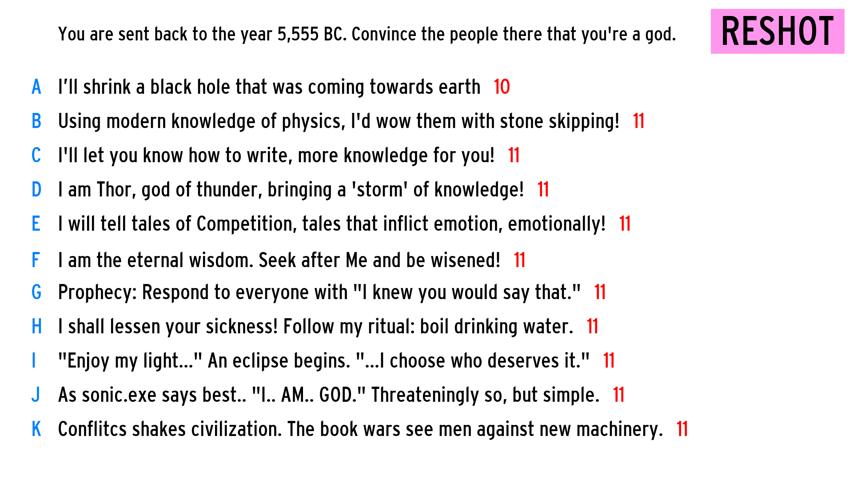 You are sent back to the year 5,555 BC. Convince the people there that you're a god.
RESHOT
A I'll shrink a black hole that was coming towards earth 10
B Using modern knowledge of physics, I'd wow them with stone skipping! 11
C I'll let you know how to write, more knowledge for you! 11
D I am Thor, god of thunder, bringing a 'storm' of knowledge! 11
E I will tell tales of Competition, tales that inflict emotion, emotionally! 11
F I am the eternal wisdom. Seek after Me and be wisened! 11
G Prophecy: Respond to everyone with "I knew you would say that." 11
H I shall lessen your sickness! Follow my ritual: boil drinking water. 11
I "Enjoy my light..." An eclipse begins. "...I choose who deserves it." 11
J As sonic.exe says best.. "I.. AM.. GOD." Threateningly so, but simple. 11
K Conflitcs shakes civilization. The book wars see men against new machinery. 11